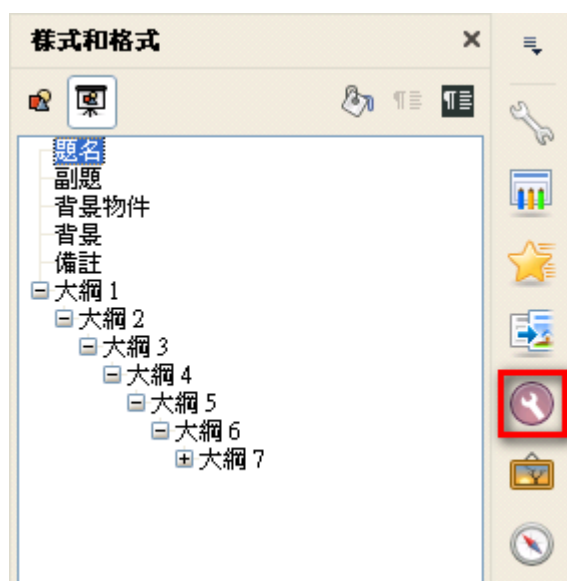 樣式和格式
題名
副題
背景物件
背景
備註
大綱 1
大綱 2
大綱 3
大綱 4
大綱 5
大綱 6
大綱 7